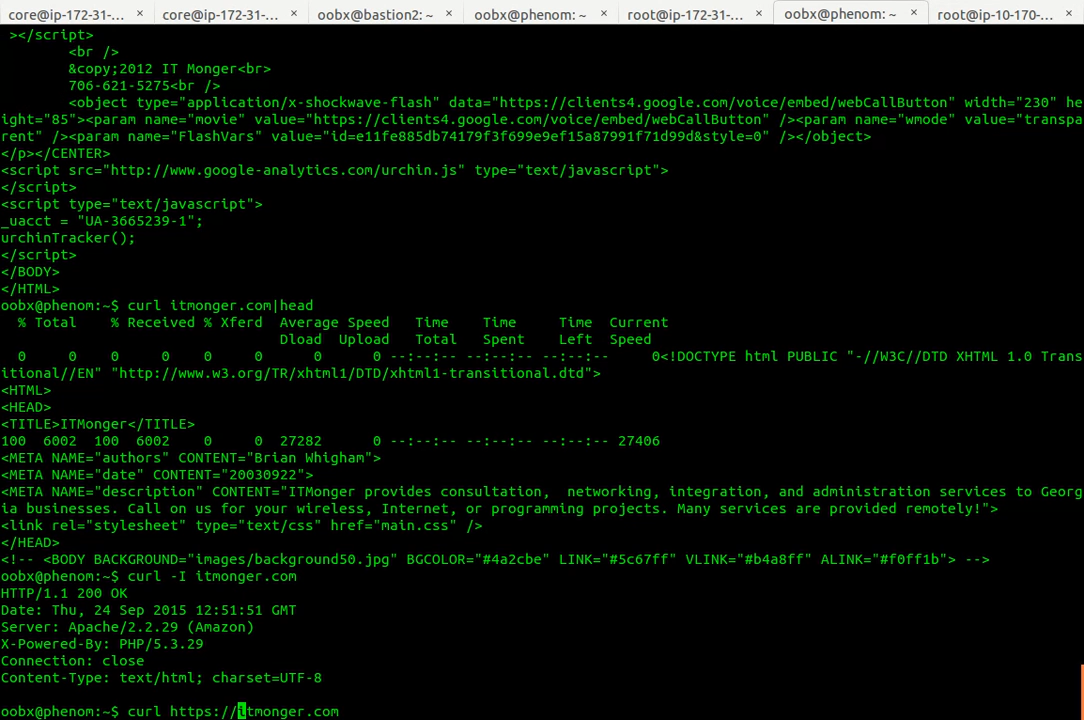 core@ip-172-31-... × core@ip-172-31-... × oobx@bastion2: ~ × oobx@phenom: ~ × root@ip-172-31-... × oobx@phenom: ~ × root@ip-10-170-... ×
></script>
<br />
&copy;2012 IT Monger<br>
706-621-5275<br />
<object type="application/x-shockwave-flash" data="https://clients4.google.com/voice/embed/webCallButton" width="230" he
ight="85"><param name="movie" value="https://clients4.google.com/voice/embed/webCallButton" /><param name="wmode" value="transpa
rent" /><param name="FlashVars" value="id=e11fe885db74179f3f699e9ef15a87991f71d99d&style=0" /></object>
</p></CENTER>
<script src="http://www.google-analytics.com/urchin.js" type="text/javascript">
</script>
<script type="text/javascript">
_uacct = "UA-3665239-1";
urchinTracker();
</script>
</BODY>
</HTML>
oobx@phenom:~$ curl itmonger.com|head
% Total % Received % Xferd Average Speed Time Time Time Current
Dload Upload Total Spent Left Speed
0 0 0 0 0 0 0 0 --:--:-- --:--:-- --:--:-- 0<!DOCTYPE html PUBLIC "-//W3C//DTD XHTML 1.0 Trans
itional//EN" "http://www.w3.org/TR/xhtml1/DTD/xhtml1-transitional.dtd">
<HTML>
<HEAD>
<TITLE>ITMonger</TITLE>
100 6002 100 6002 0 0 27282 0 --:--:-- --:--:-- --:--:-- 27406
<META NAME="authors" CONTENT="Brian Whigham">
<META NAME="date" CONTENT="20030922">
<META NAME="description" CONTENT="ITMonger provides consultation,  networking, integration, and administration services to Georg
ia businesses. Call on us for your wireless, Internet, or programming projects. Many services are provided remotely!">
<link rel="stylesheet" type="text/css" href="main.css" />
</HEAD>
<!-- <BODY BACKGROUND="images/background50.jpg" BGCOLOR="#4a2cbe" LINK="#5c67ff" VLINK="#b4a8ff" ALINK="#f0ff1b"> -->
oobx@phenom:~$ curl -I itmonger.com
HTTP/1.1 200 OK
Date: Thu, 24 Sep 2015 12:51:51 GMT
Server: Apache/2.2.29 (Amazon)
X-Powered-By: PHP/5.3.29
Connection: close
Content-Type: text/html; charset=UTF-8
oobx@phenom:~$ curl https://itmonger.com